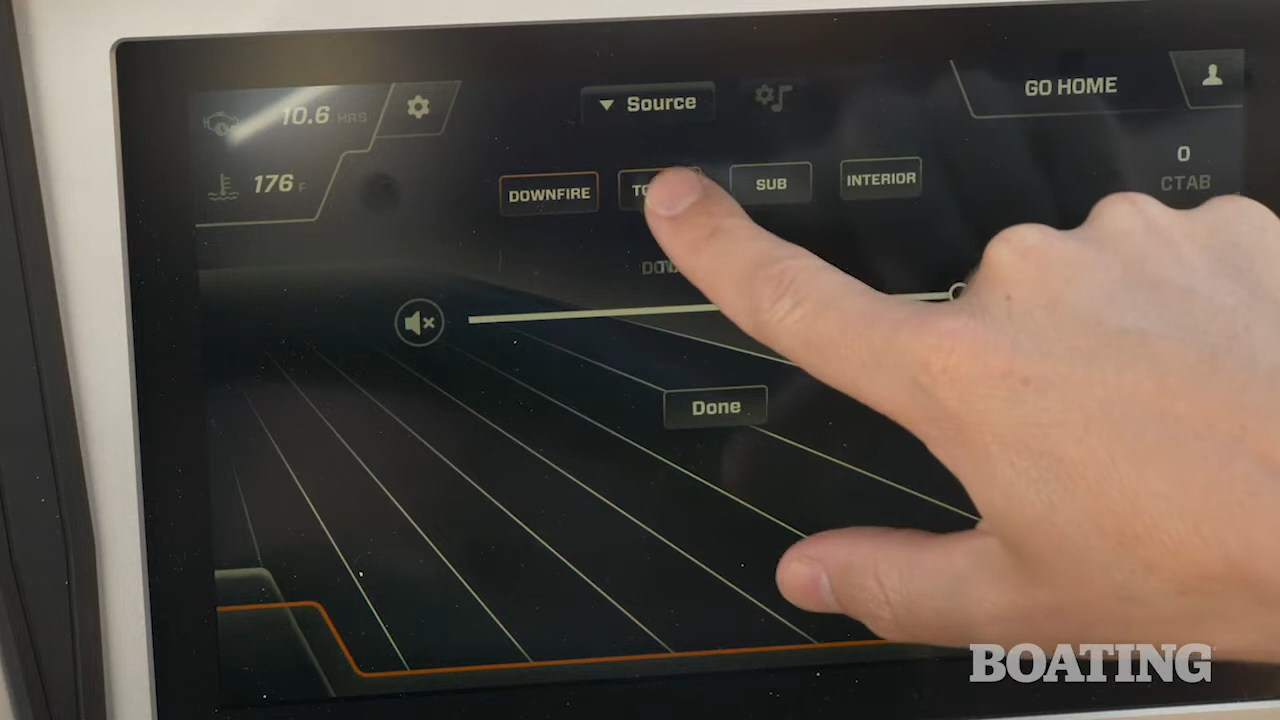 10.6 HRS
Source
GO HOME
176 F
DOWNFIRE
SUB
INTERIOR
0
CTAB
Done
BOATING